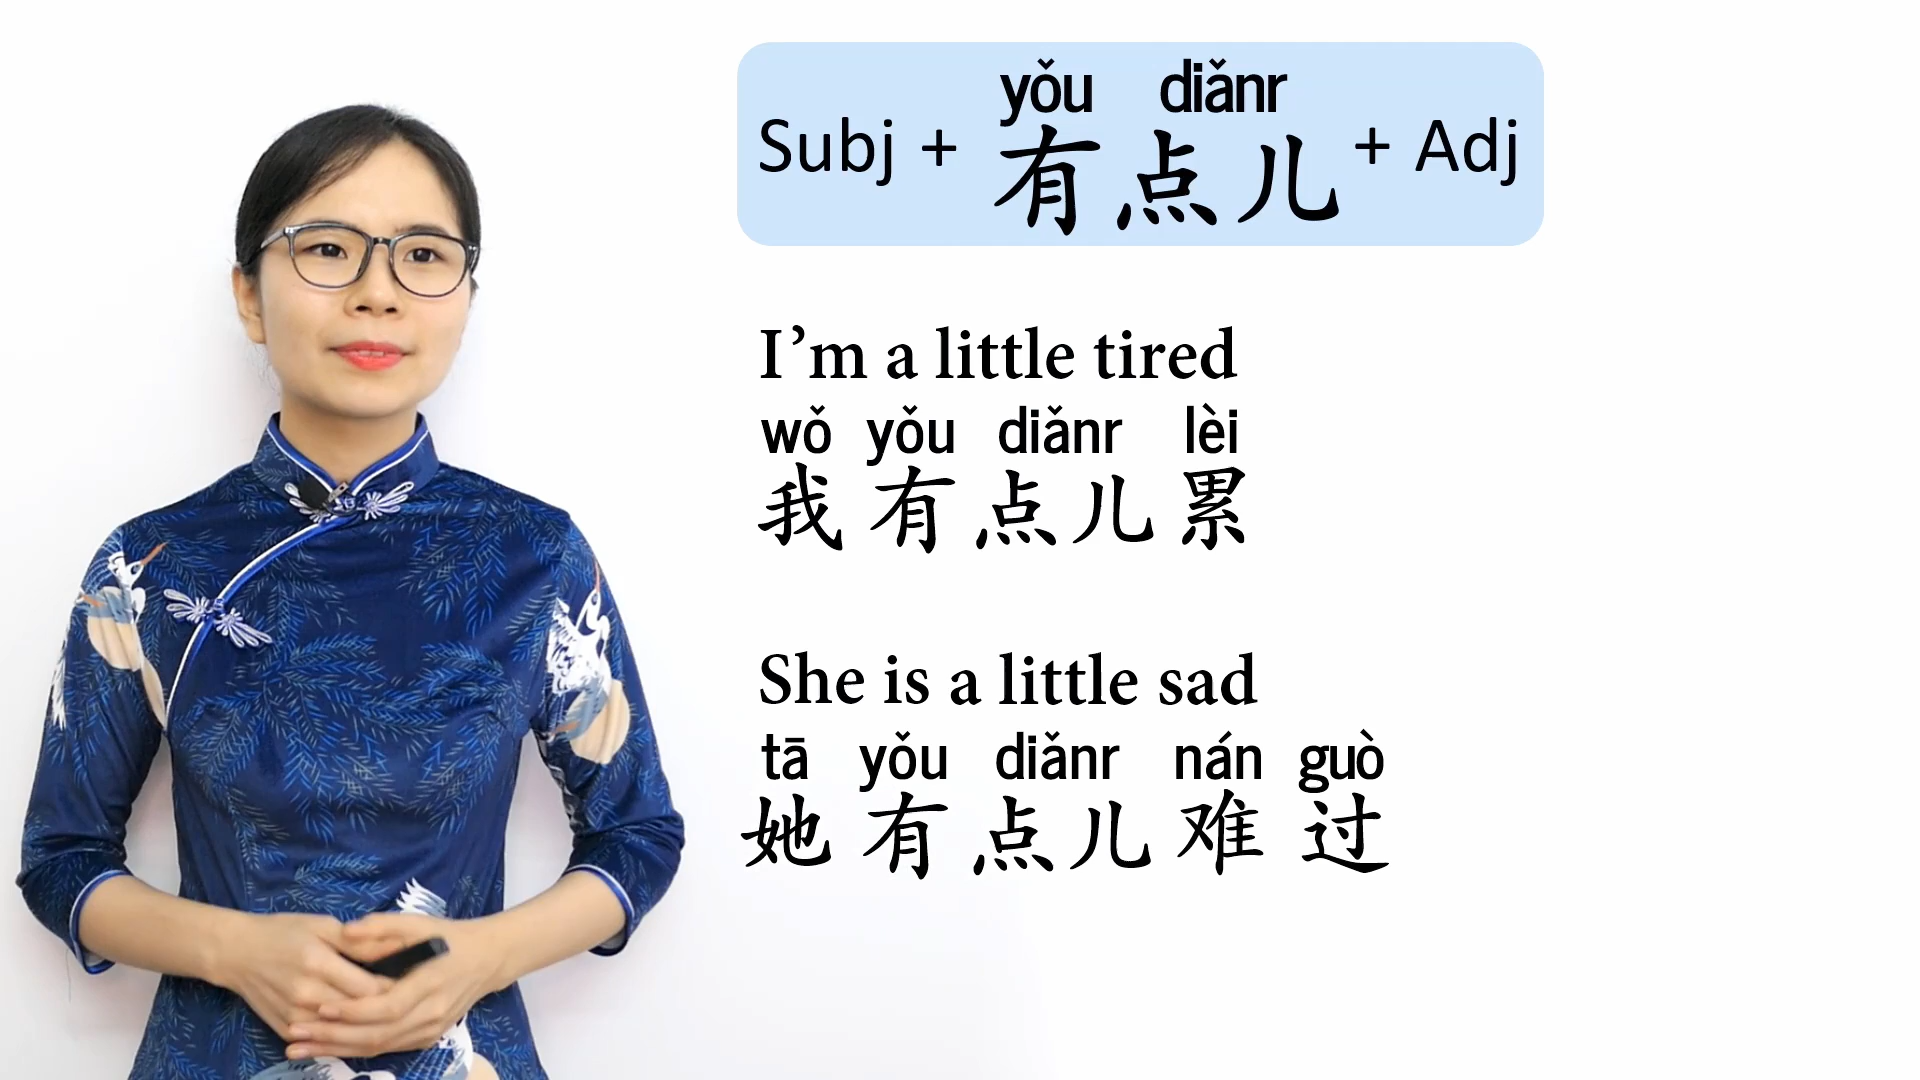 yǒu diǎnr
Subj + 有点儿 + Adj
I’m a little tired
wǒ yǒu diǎnr lèi
我有点儿累
She is a little sad
tā yǒu diǎnr nán guò
她有点儿难过